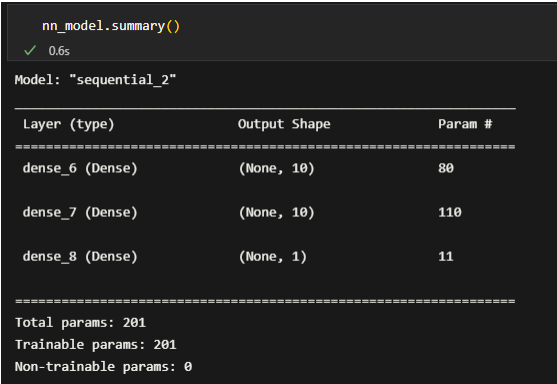 nn_model.summary()
✓ 0.6s
Model: "sequential_2"
_________________________________________________________________
Layer (type) Output Shape Param #
=================================================================
dense_6 (Dense) (None, 10) 80
dense_7 (Dense) (None, 10) 110
dense_8 (Dense) (None, 1) 11
=================================================================
Total params: 201
Trainable params: 201
Non-trainable params: 0